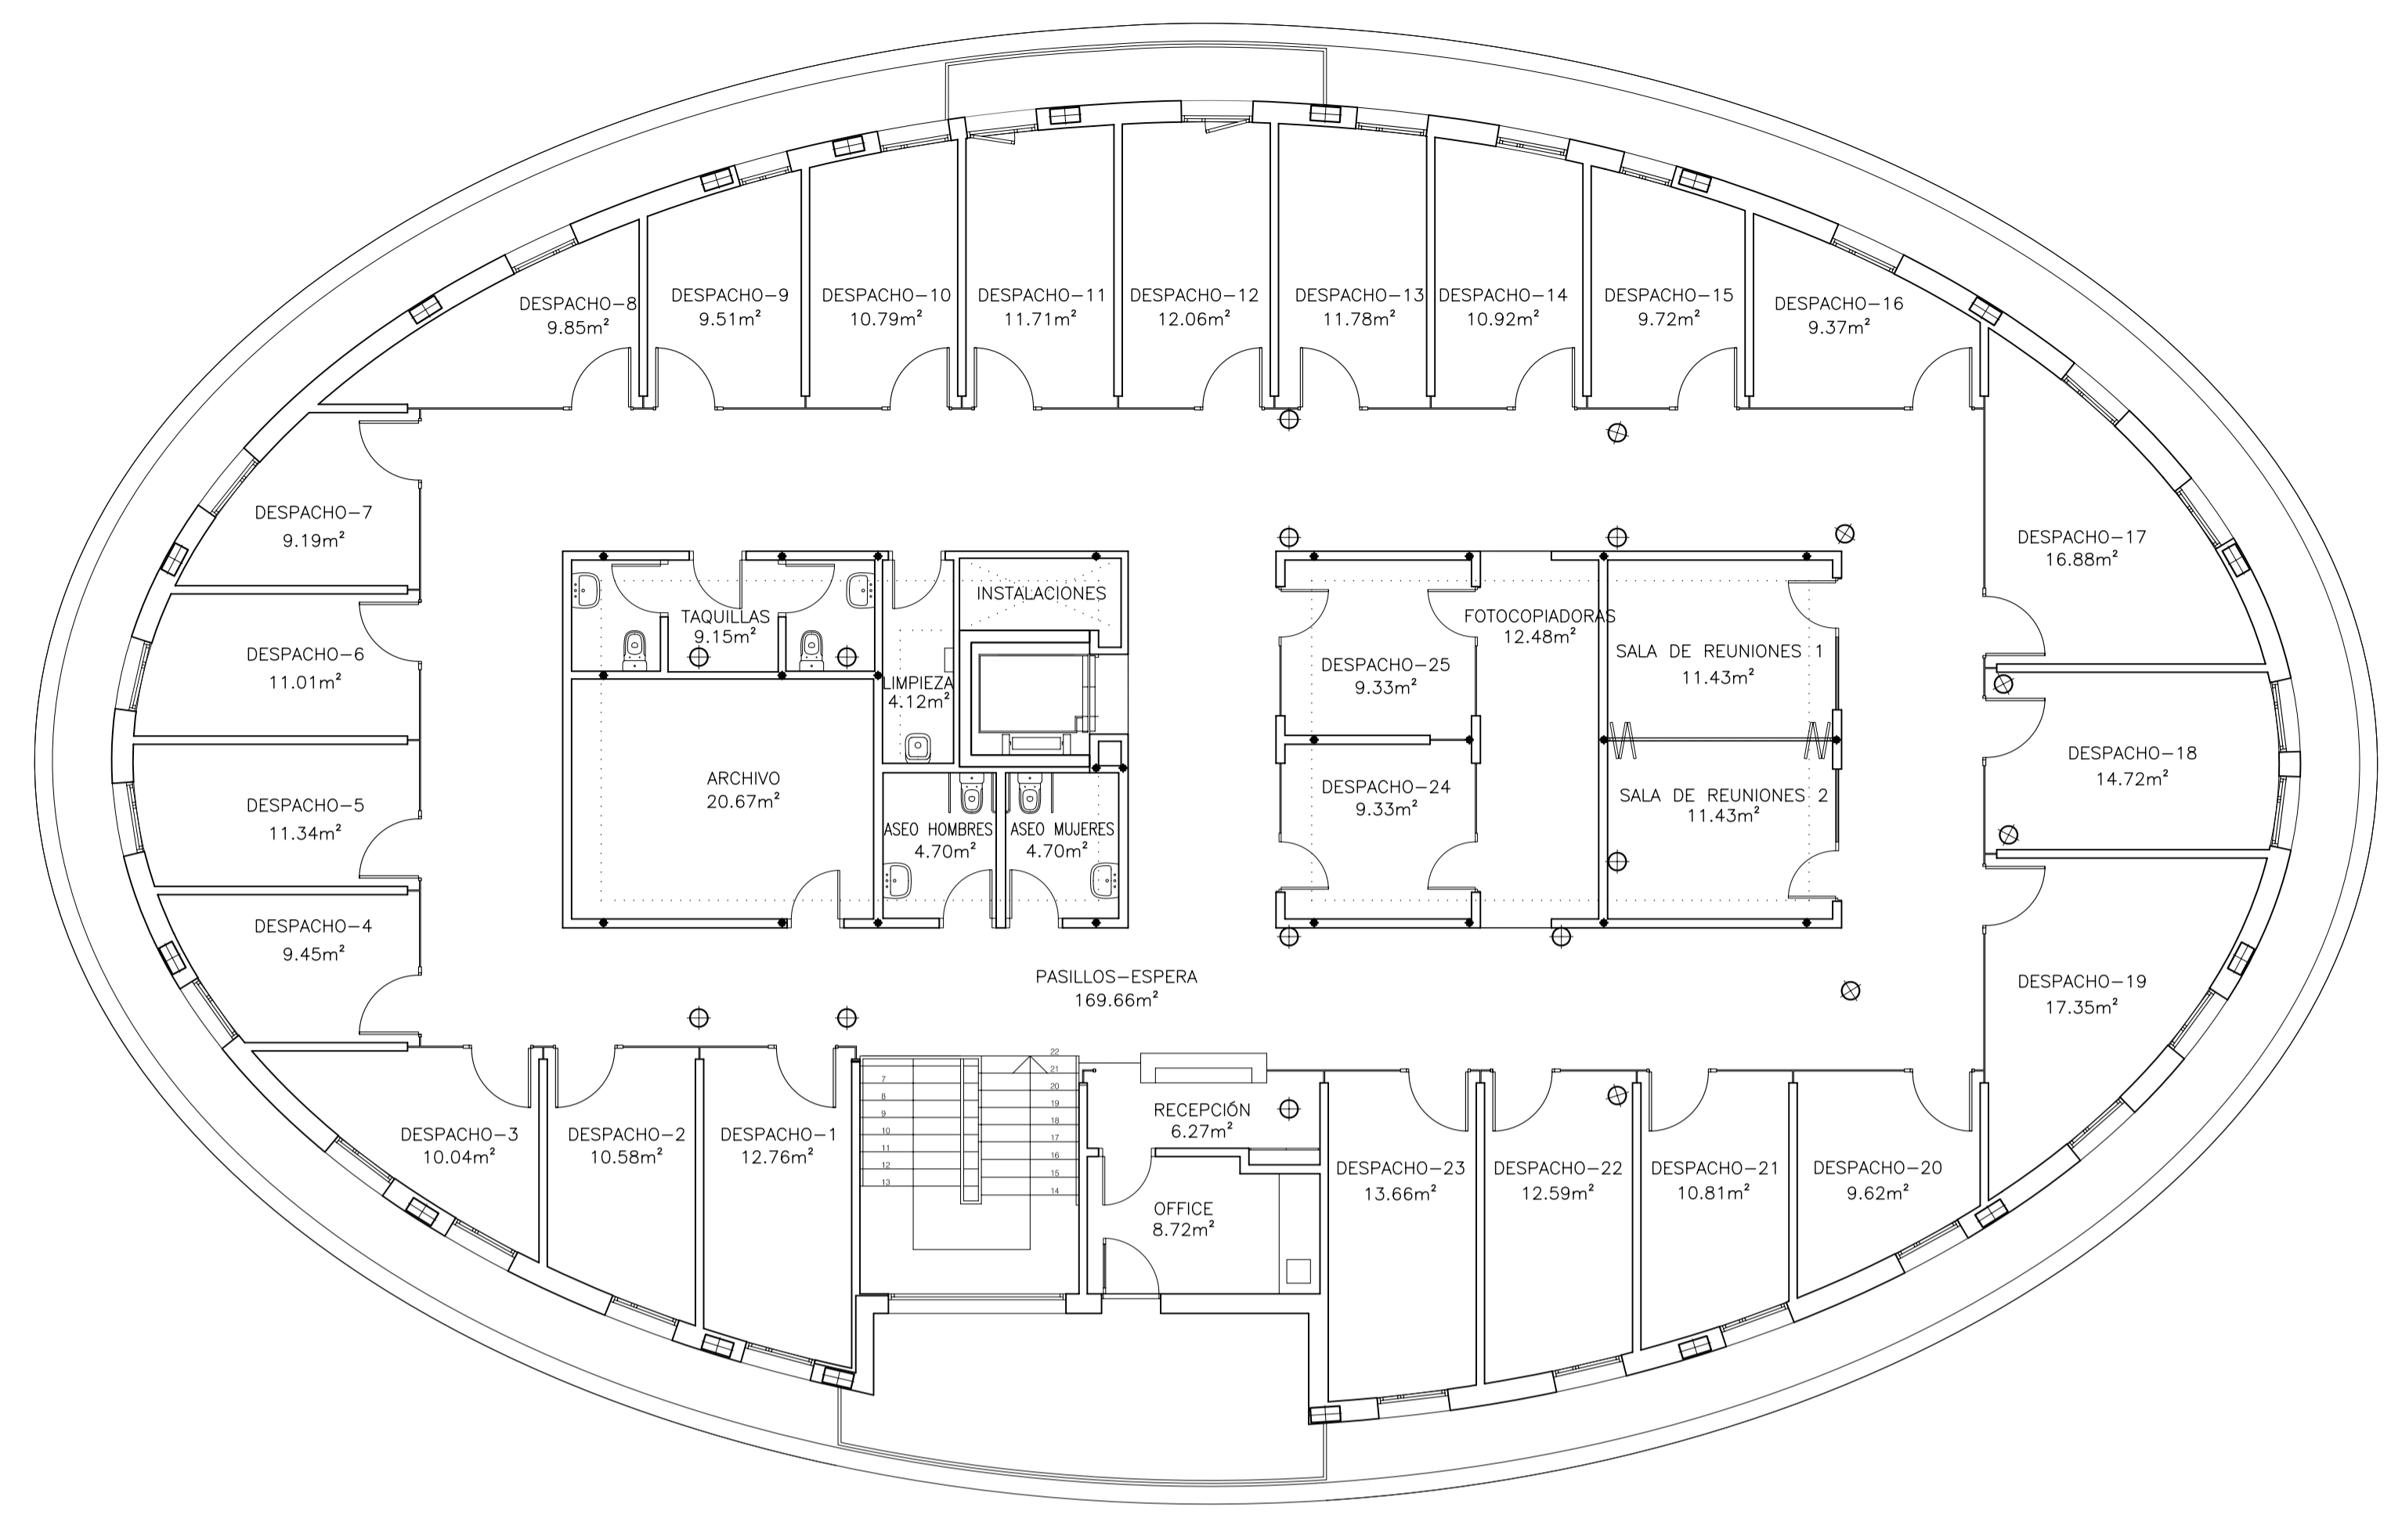 DESPACHO-8
9.85m²
DESPACHO-9
9.51m²
DESPACHO-10
10.79m²
DESPACHO-11
11.71m²
DESPACHO-12
12.06m²
DESPACHO-13
11.78m²
DESPACHO-14
10.92m²
DESPACHO-15
9.72m²
DESPACHO-16
9.37m²
DESPACHO-7
9.19m²
DESPACHO-17
16.88m²
TAQUILLAS
9.15m²
INSTALACIONES
FOTOCOPIADORAS
12.48m²
DESPACHO-6
11.01m²
LIMPIEZA
4.12m²
DESPACHO-25
9.33m²
SALA DE REUNIONES 1
11.43m²
DESPACHO-18
14.72m²
DESPACHO-5
11.34m²
ARCHIVO
20.67m²
ASEO HOMBRES
4.70m²
ASEO MUJERES
4.70m²
DESPACHO-24
9.33m²
SALA DE REUNIONES 2
11.43m²
DESPACHO-4
9.45m²
PASILLOS-ESPERA
169.66m²
DESPACHO-19
17.35m²
DESPACHO-3
10.04m²
DESPACHO-2
10.58m²
DESPACHO-1
12.76m²
7
8
9
10
11
12
13
22
21
20
19
18
17
16
15
14
RECEPCIÓN
6.27m²
OFFICE
8.72m²
DESPACHO-23
13.66m²
DESPACHO-22
12.59m²
DESPACHO-21
10.81m²
DESPACHO-20
9.62m²